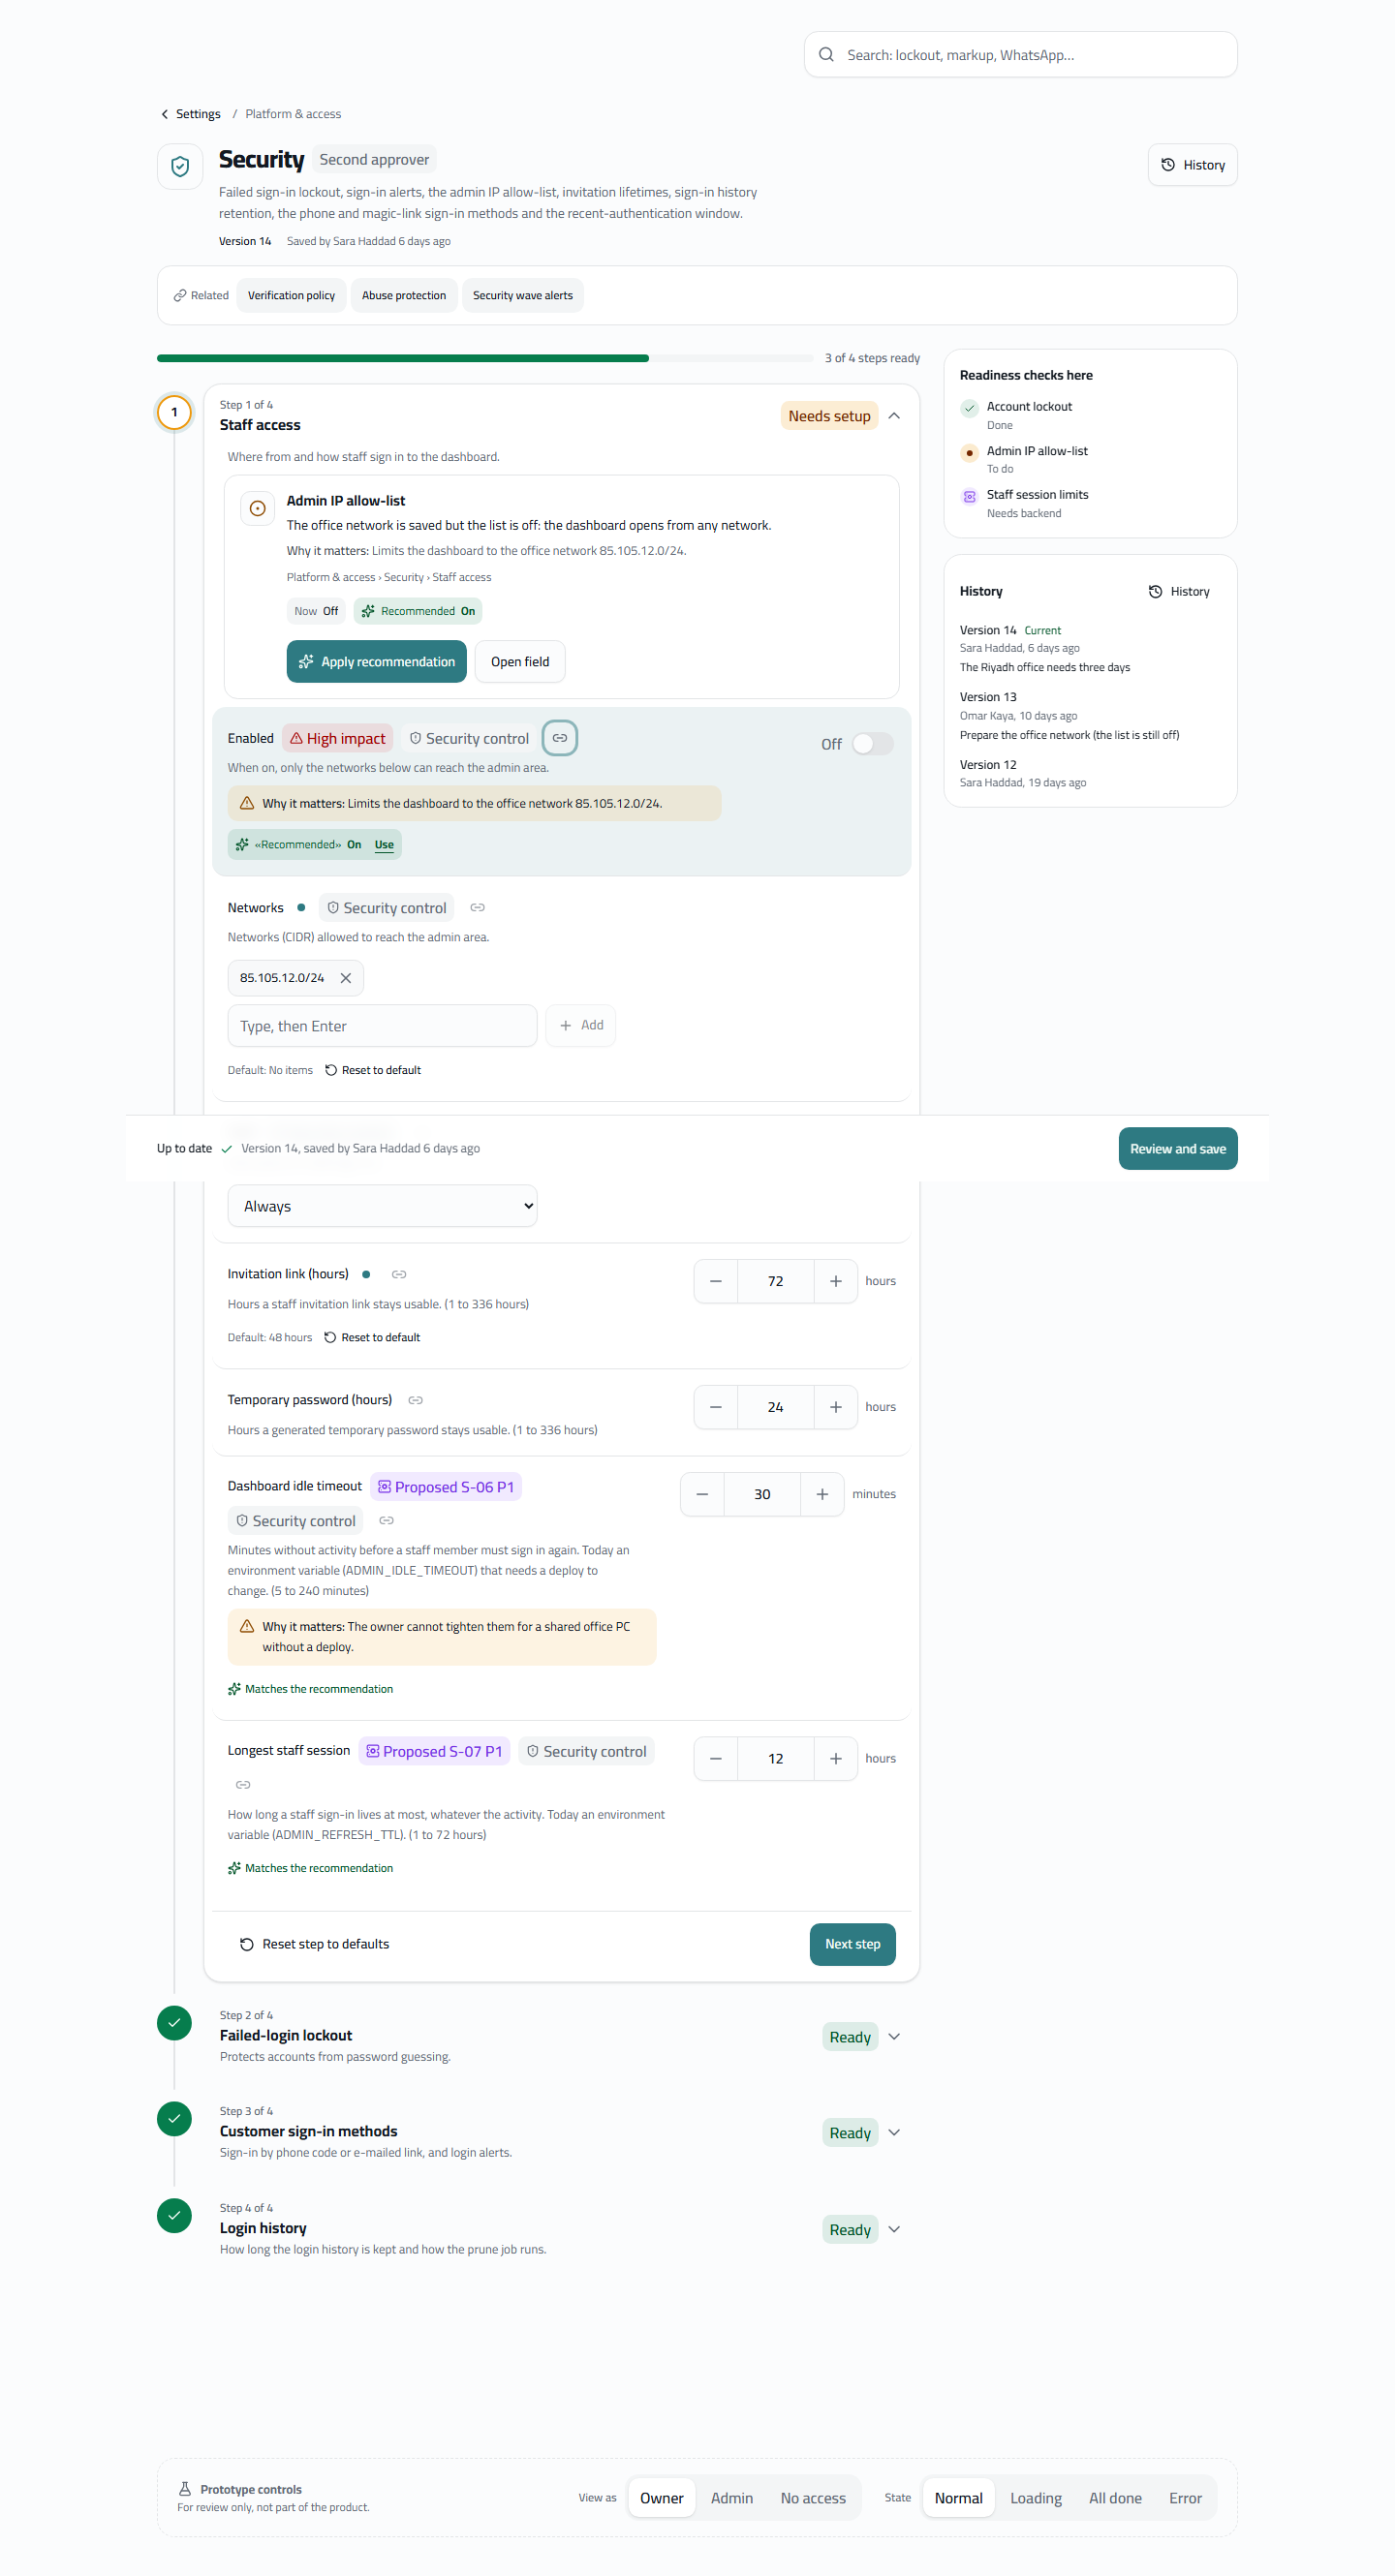 Search: lockout, markup, WhatsApp...
Settings / Platform & access
Security Second approver
History
Failed sign-in lockout, sign-in alerts, the admin IP allow-list, invitation lifetimes, sign-in history
retention, the phone and magic-link sign-in methods and the recent-authentication window.
Version 14 Saved by Sara Haddad 6 days ago
Related Verification policy Abuse protection Security wave alerts
3 of 4 steps ready
1
Step 1 of 4
Staff access
Needs setup
Where from and how staff sign in to the dashboard.
Admin IP allow-list
The office network is saved but the list is off: the dashboard opens from any network.
Why it matters: Limits the dashboard to the office network 85.105.12.0/24.
Platform & access › Security › Staff access
Now Off Recommended On
Apply recommendation Open field
Enabled High impact Security control
Off
When on, only the networks below can reach the admin area.
Why it matters: Limits the dashboard to the office network 85.105.12.0/24.
«Recommended» On Use
Networks Security control
Networks (CIDR) allowed to reach the admin area.
85.105.12.0/24
Type, then Enter Add
Default: No items Reset to default
Up to date Version 14, saved by Sara Haddad 6 days ago
Review and save
Always
Invitation link (hours)
72 hours
Hours a staff invitation link stays usable. (1 to 336 hours)
Default: 48 hours Reset to default
Temporary password (hours)
24 hours
Hours a generated temporary password stays usable. (1 to 336 hours)
Dashboard idle timeout Proposed S-06 P1
30 minutes
Security control
Minutes without activity before a staff member must sign in again. Today an
environment variable (ADMIN_IDLE_TIMEOUT) that needs a deploy to
change. (5 to 240 minutes)
Why it matters: The owner cannot tighten them for a shared office PC
without a deploy.
Matches the recommendation
Longest staff session Proposed S-07 P1 Security control
12 hours
How long a staff sign-in lives at most, whatever the activity. Today an environment
variable (ADMIN_REFRESH_TTL). (1 to 72 hours)
Matches the recommendation
Reset step to defaults
Next step
Step 2 of 4
Failed-login lockout
Protects accounts from password guessing.
Ready
Step 3 of 4
Customer sign-in methods
Sign-in by phone code or e-mailed link, and login alerts.
Ready
Step 4 of 4
Login history
How long the login history is kept and how the prune job runs.
Ready
Readiness checks here
Account lockout
Done
Admin IP allow-list
To do
Staff session limits
Needs backend
History
History
Version 14 Current
Sara Haddad, 6 days ago
The Riyadh office needs three days
Version 13
Omar Kaya, 10 days ago
Prepare the office network (the list is still off)
Version 12
Sara Haddad, 19 days ago
Prototype controls
For review only, not part of the product.
View as Owner Admin No access
State Normal Loading All done Error